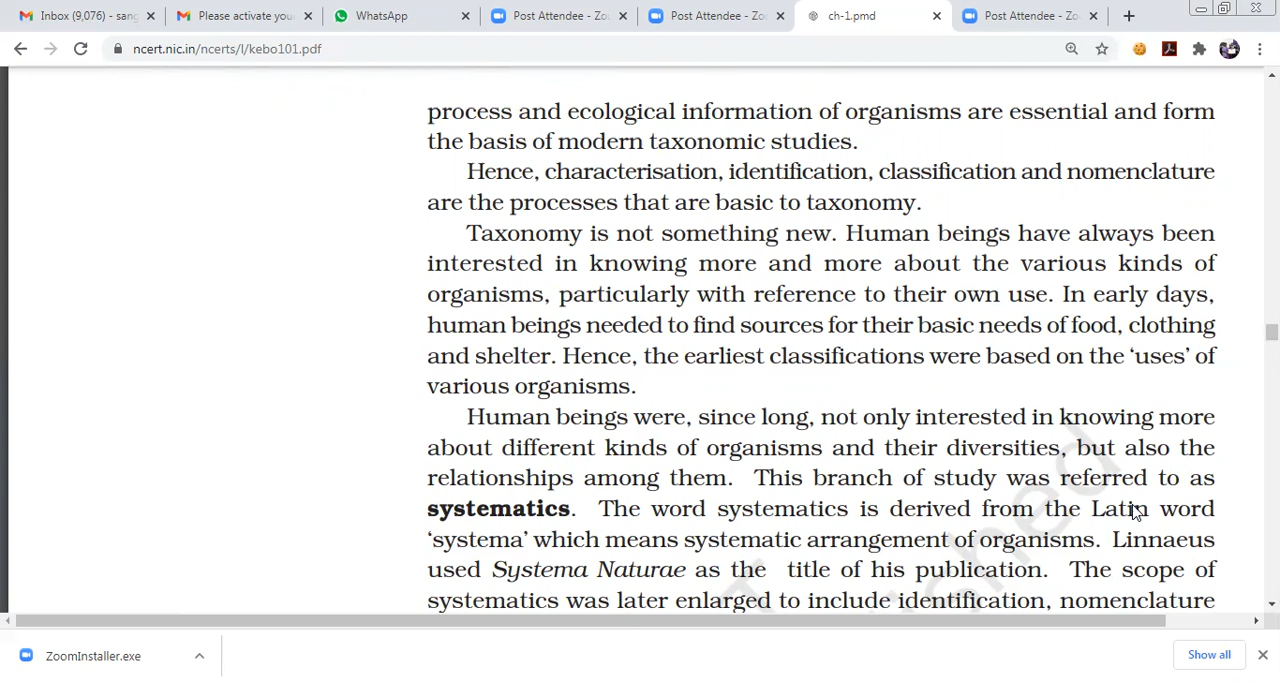 Inbox (9,076) - sang
Please activate you
WhatsApp
Post Attendee - Zo
Post Attendee - Zo
ch-1.pmd
Post Attendee - Zo
ncert.nic.in/ncerts/l/kebo101.pdf
process and ecological information of organisms are essential and form
the basis of modern taxonomic studies.
Hence, characterisation, identification, classification and nomenclature
are the processes that are basic to taxonomy.
Taxonomy is not something new. Human beings have always been
interested in knowing more and more about the various kinds of
organisms, particularly with reference to their own use. In early days,
human beings needed to find sources for their basic needs of food, clothing
and shelter. Hence, the earliest classifications were based on the ‘uses’ of
various organisms.
Human beings were, since long, not only interested in knowing more
about different kinds of organisms and their diversities, but also the
relationships among them. This branch of study was referred to as
systematics. The word systematics is derived from the Latin word
‘systema’ which means systematic arrangement of organisms. Linnaeus
used Systema Naturae as the title of his publication. The scope of
systematics was later enlarged to include identification, nomenclature
ZoomInstaller.exe
Show all